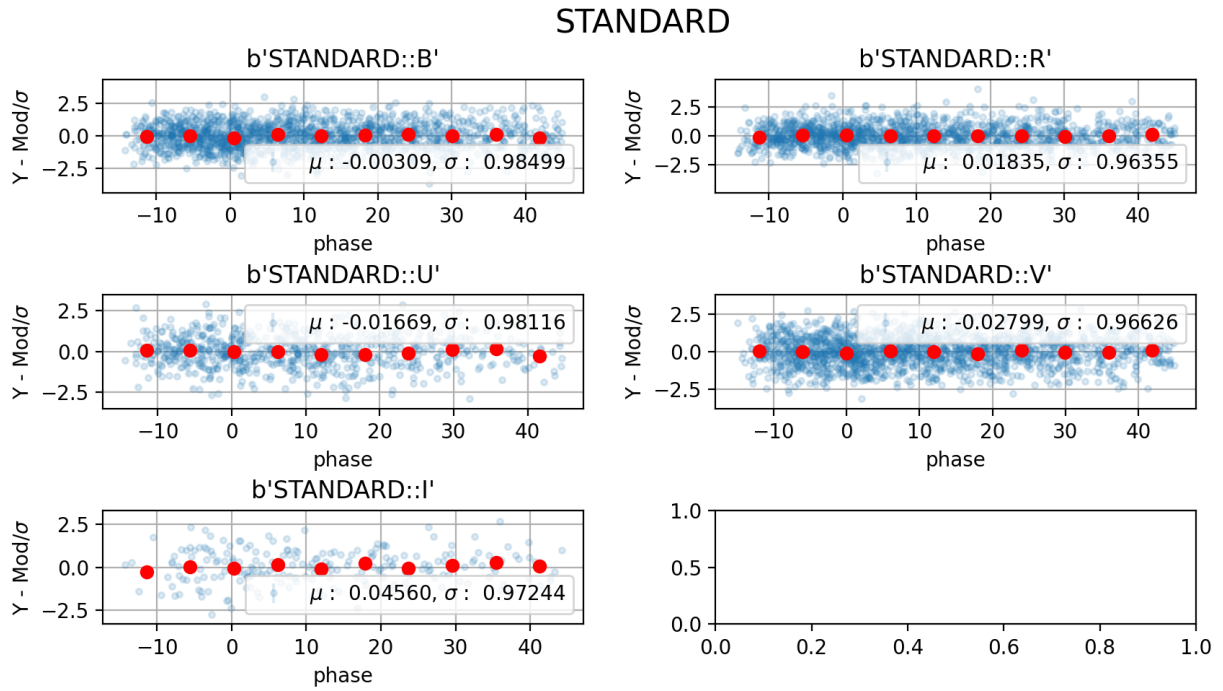 STANDARD
b'STANDARD::B'
Y - Mod/σ
2.5
0.0
−2.5
μ : -0.00309, σ : 0.98499
−10 0 10 20 30 40
phase
b'STANDARD::R'
Y - Mod/σ
2.5
0.0
−2.5
μ : 0.01835, σ : 0.96355
−10 0 10 20 30 40
phase
b'STANDARD::U'
Y - Mod/σ
2.5
0.0
−2.5
μ : -0.01669, σ : 0.98116
−10 0 10 20 30 40
phase
b'STANDARD::V'
Y - Mod/σ
2.5
0.0
−2.5
μ : -0.02799, σ : 0.96626
−10 0 10 20 30 40
phase
b'STANDARD::I'
Y - Mod/σ
2.5
0.0
−2.5
μ : 0.04560, σ : 0.97244
−10 0 10 20 30 40
phase
1.0
0.5
0.0
0.0 0.2 0.4 0.6 0.8 1.0